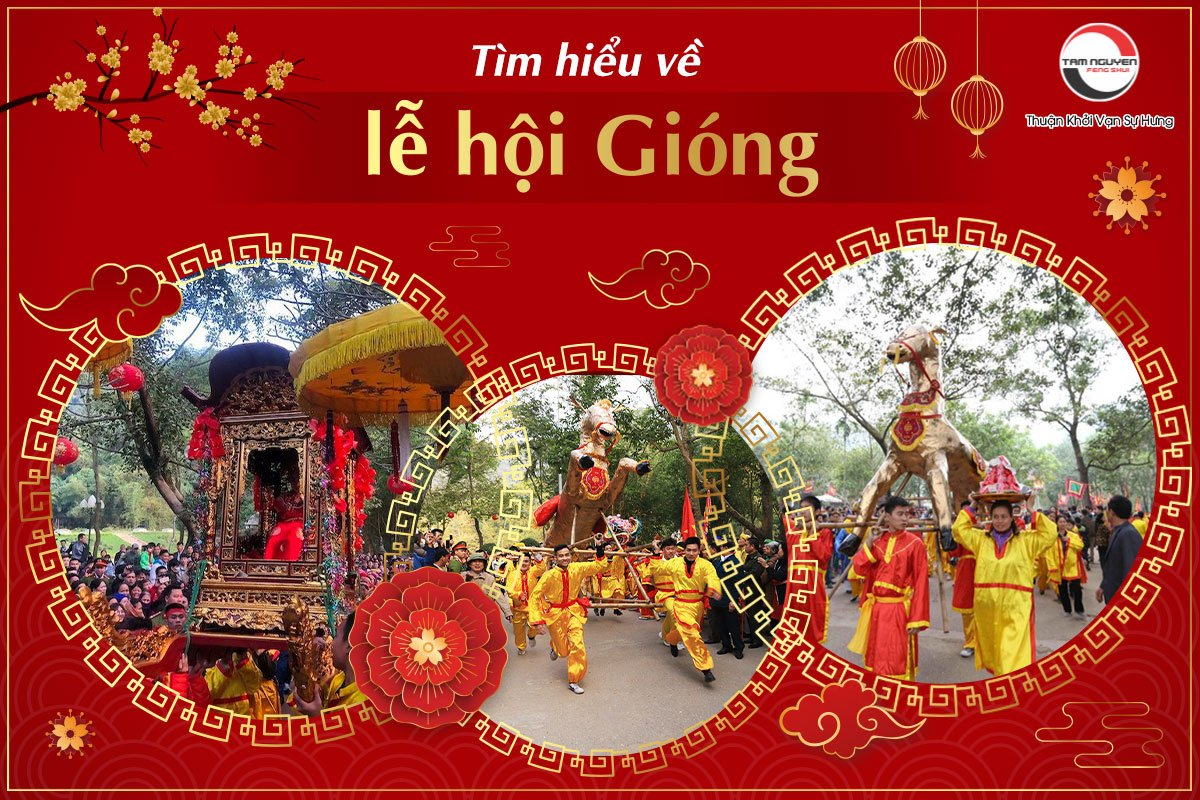 Tìm hiểu về
lễ hội Gióng
TAM NGUYEN
FENG SHUI
Thuận Khởi Vạn Sự Hưng